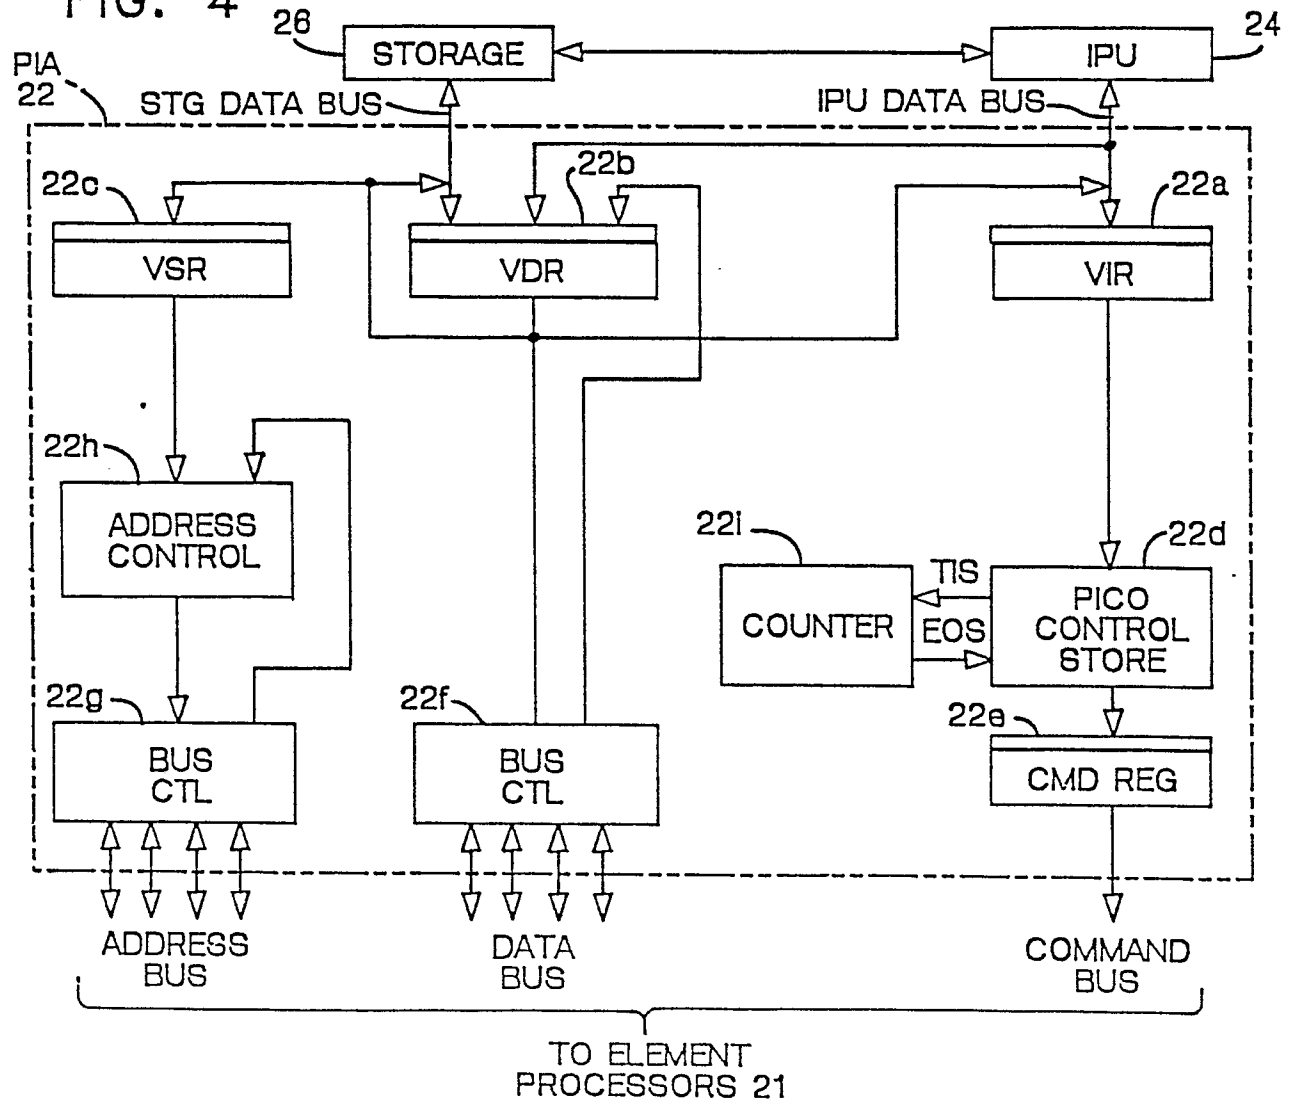 FIG. 4
26
STORAGE
IPU
24
PIA
22
STG DATA BUS
IPU DATA BUS
22c
22b
22a
VSR
VDR
VIR
22h
ADDRESS
CONTROL
22i
COUNTER
TIS
EOS
22d
PICO
CONTROL
STORE
22g
BUS
CTL
22f
BUS
CTL
22e
CMD REG
ADDRESS
BUS
DATA
BUS
COMMAND
BUS
TO ELEMENT
PROCESSORS 21